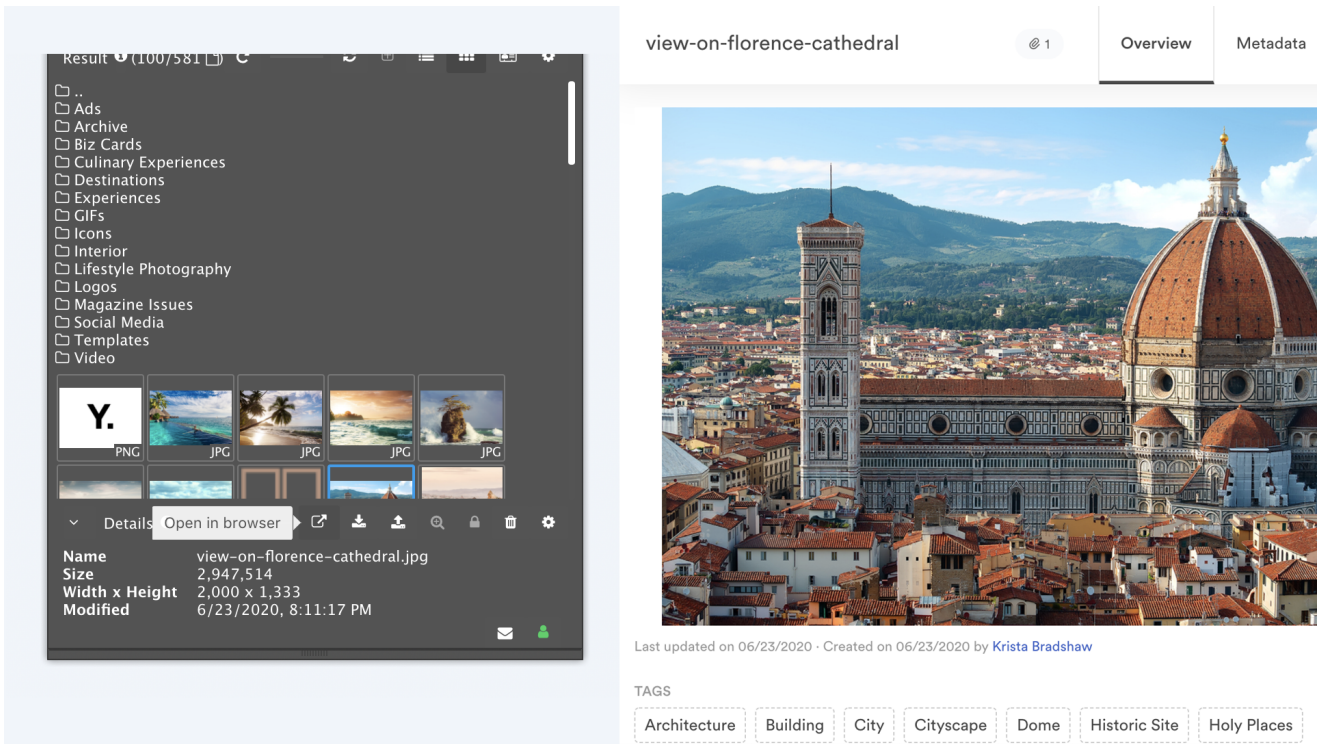 Result (100/581)
..
Ads
Archive
Biz Cards
Culinary Experiences
Destinations
Experiences
GIFs
Icons
Interior
Lifestyle Photography
Logos
Magazine Issues
Social Media
Templates
Video
Y.
PNG JPG JPG JPG JPG
Details Open in browser
Name view-on-florence-cathedral.jpg
Size 2,947,514
Width x Height 2,000 x 1,333
Modified 6/23/2020, 8:11:17 PM
view-on-florence-cathedral 1 Overview Metadata
Last updated on 06/23/2020 · Created on 06/23/2020 by Krista Bradshaw
TAGS
Architecture Building City Cityscape Dome Historic Site Holy Places